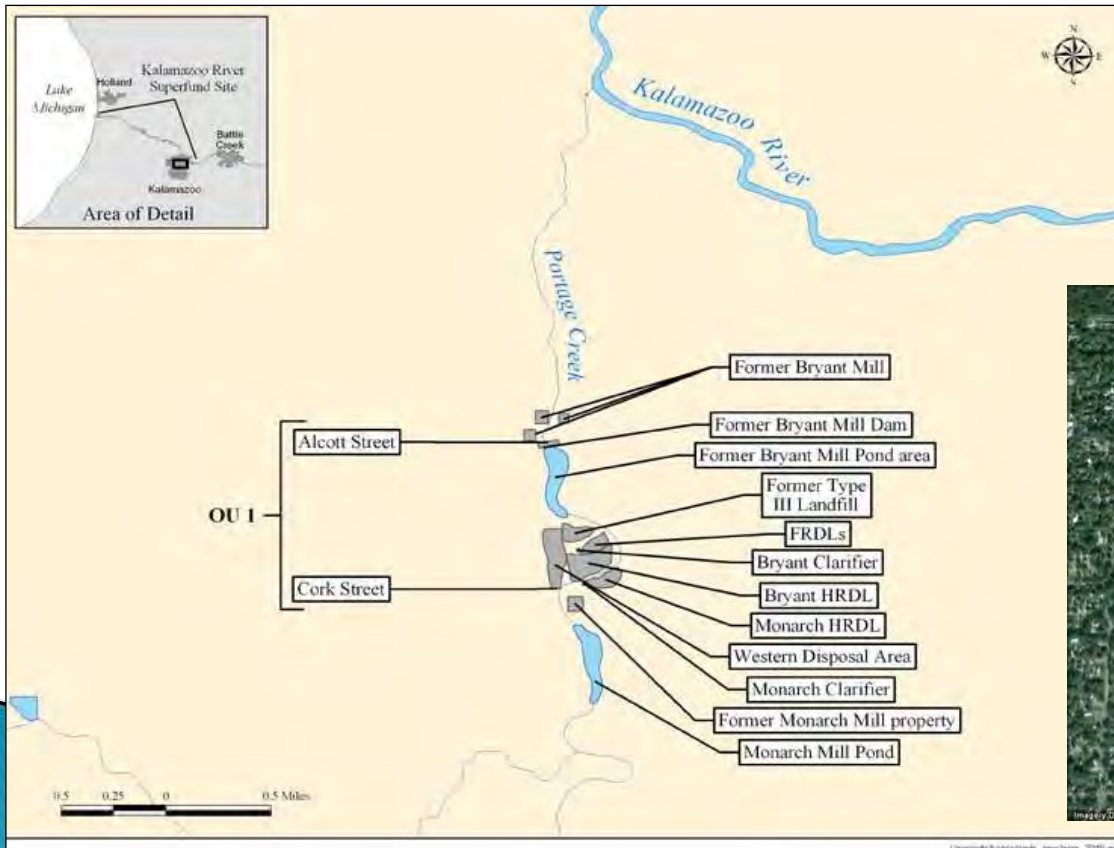 Lake
Michigan
Holland
Kalamazoo River
Superfund Site
Battle
Creek
Kalamazoo
Area of Detail
N
W E
S
Kalamazoo
River
Portage Creek
Former Bryant Mill
Former Bryant Mill Dam
Former Bryant Mill Pond area
Former Type
III Landfill
FRDLs
Bryant Clarifier
Bryant HRDL
Monarch HRDL
Western Disposal Area
Monarch Clarifier
Former Monarch Mill property
Monarch Mill Pond
Alcott Street
OU 1
Cork Street
0.5 0.25 0 0.5 Miles